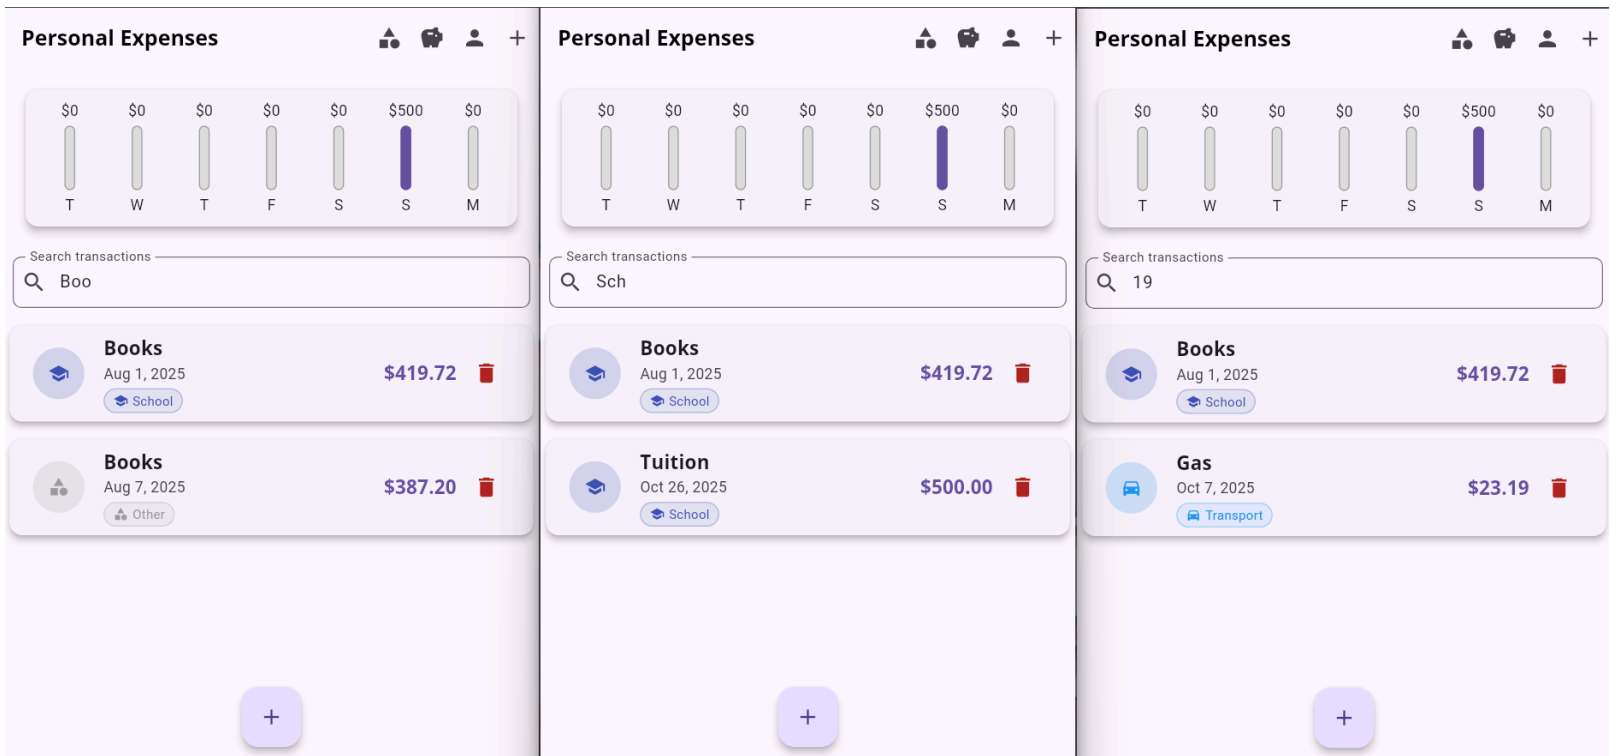 Personal Expenses
$0 $0 $0 $0 $0 $500 $0
T W T F S S M
Search transactions
Boo
Books
Aug 1, 2025
School
$419.72
Books
Aug 7, 2025
Other
$387.20
Personal Expenses
$0 $0 $0 $0 $0 $500 $0
T W T F S S M
Search transactions
Sch
Books
Aug 1, 2025
School
$419.72
Tuition
Oct 26, 2025
School
$500.00
Personal Expenses
$0 $0 $0 $0 $0 $500 $0
T W T F S S M
Search transactions
19
Books
Aug 1, 2025
School
$419.72
Gas
Oct 7, 2025
Transport
$23.19